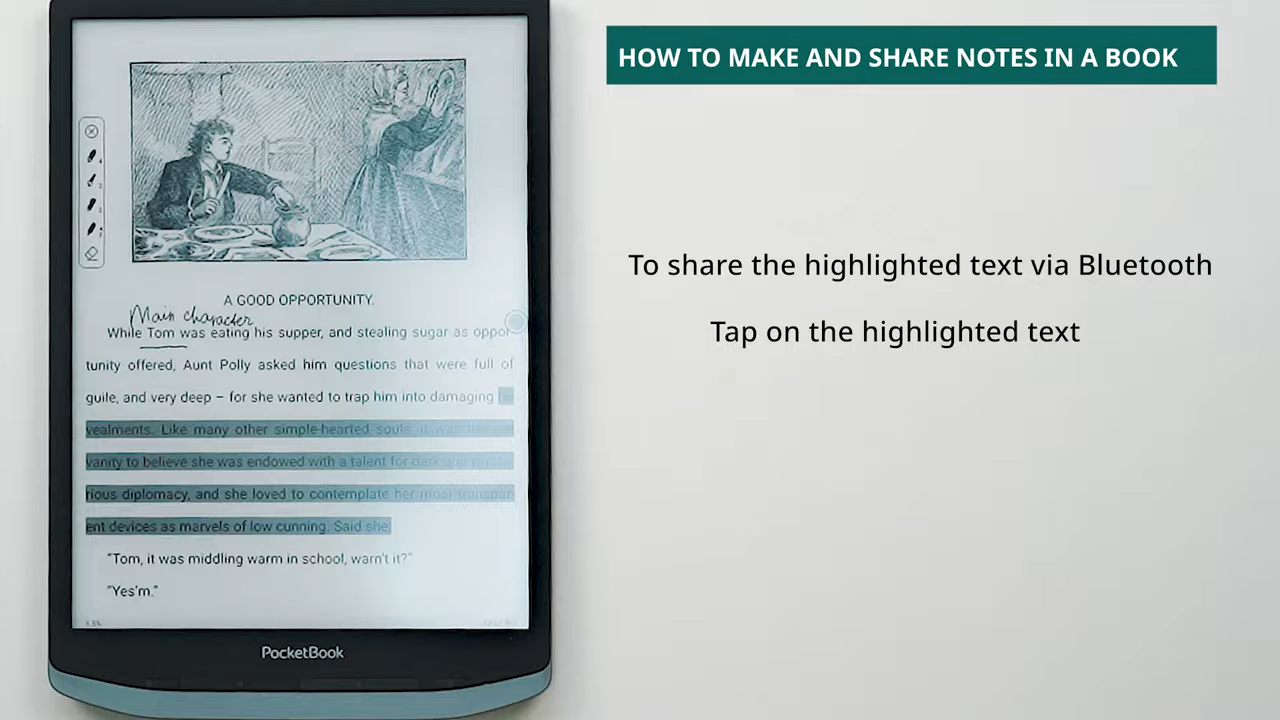 HOW TO MAKE AND SHARE NOTES IN A BOOK
To share the highlighted text via Bluetooth
Tap on the highlighted text
A GOOD OPPORTUNITY.
Main character
While Tom was eating his supper, and stealing sugar as oppor
tunity offered, Aunt Polly asked him questions that were full of
guile, and very deep – for she wanted to trap him into damaging
vealments. Like many other simple-hearted souls, it was
vanity to believe she was endowed with a talent for dark and
rious diplomacy, and she loved to contemplate her most transpar
ent devices as marvels of low cunning. Said she:
"Tom, it was middling warm in school, warn't it?"
"Yes'm."
PocketBook